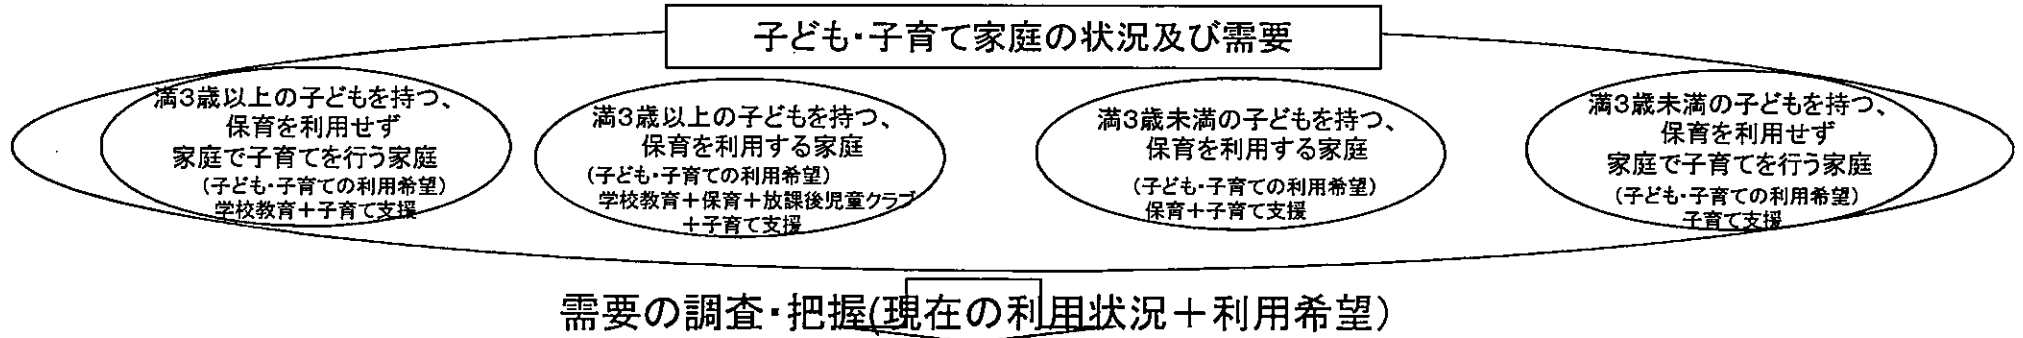 子ども・子育て家庭の状況及び需要
満3歳以上の子どもを持つ、
保育を利用せず
家庭で子育てを行う家庭
(子ども・子育ての利用希望)
学校教育+子育て支援
満3歳以上の子どもを持つ、
保育を利用する家庭
(子ども・子育ての利用希望)
学校教育+保育+放課後児童クラブ
+子育て支援
満3歳未満の子どもを持つ、
保育を利用する家庭
(子ども・子育ての利用希望)
保育+子育て支援
満3歳未満の子どもを持つ、
保育を利用せず
家庭で子育てを行う家庭
(子ども・子育ての利用希望)
子育て支援
需要の調査・把握(現在の利用状況+利用希望)